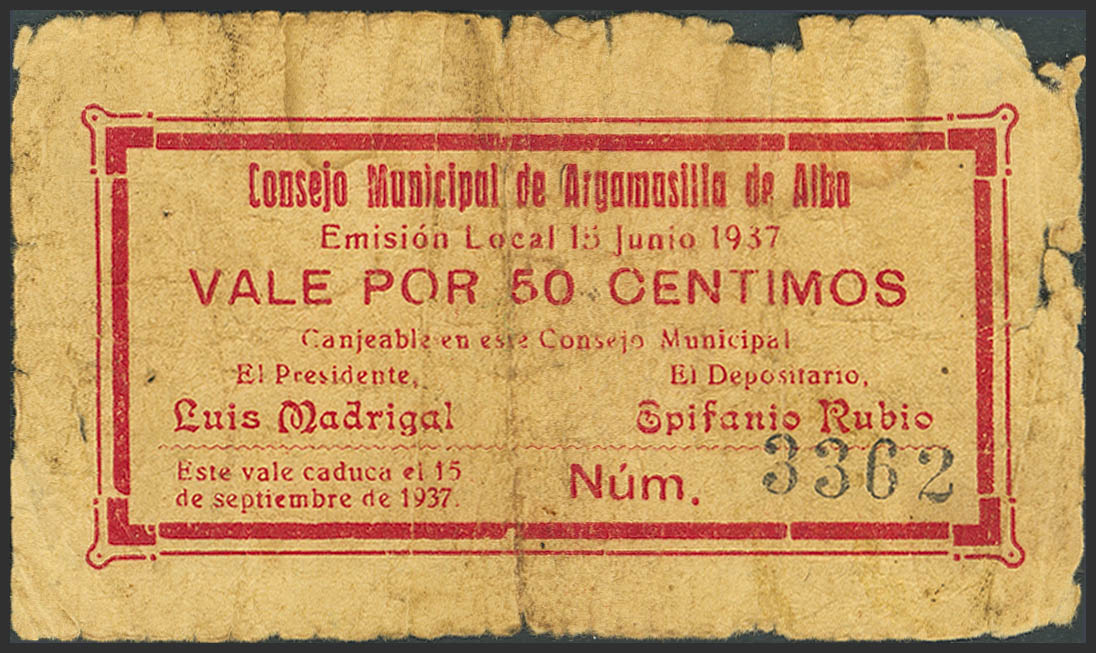 Consejo Municipal de Argamasilla de Alba
Emisión Local 15 Junio 1937
VALE POR 50 CENTIMOS
Canjeable en este Consejo Municipal
El Presidente,
El Depositario,
Luis Madrigal
Epifanio Rubio
Este vale caduca el 15
de septiembre de 1937.
Núm. 3362